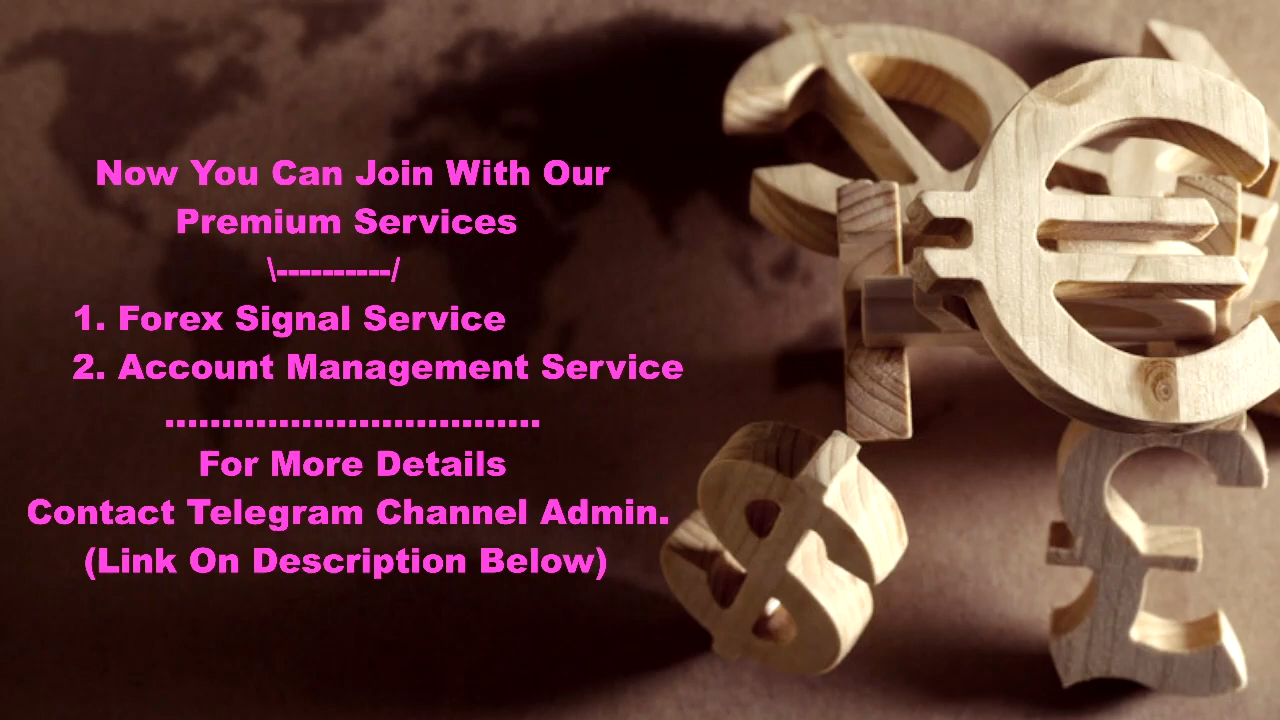 Now You Can Join With Our
Premium Services
\----------/
1. Forex Signal Service
2. Account Management Service
.................................
For More Details
Contact Telegram Channel Admin.
(Link On Description Below)